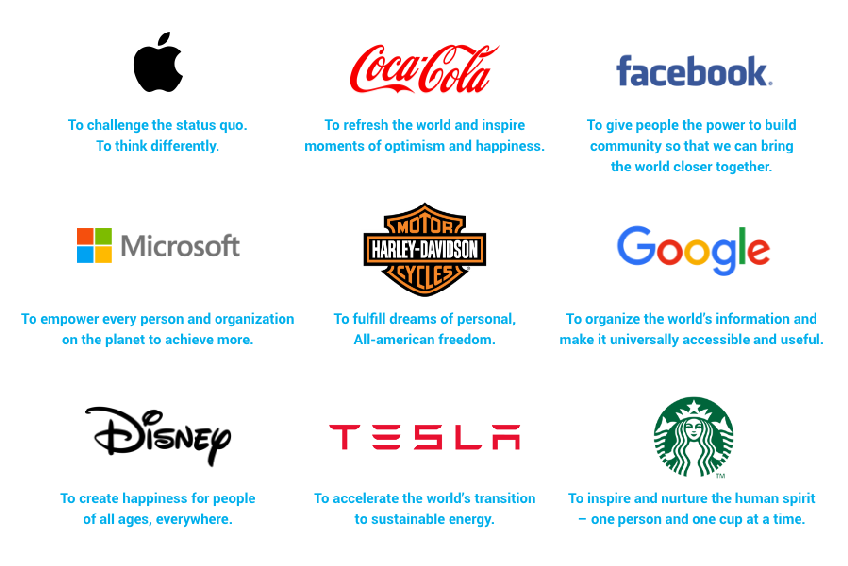 Coca-Cola
facebook.
To challenge the status quo.
To think differently.
To refresh the world and inspire
moments of optimism and happiness.
To give people the power to build
community so that we can bring
the world closer together.
Microsoft
MOTOR
HARLEY-DAVIDSON
CYCLES
®
Google
To empower every person and organization
on the planet to achieve more.
To fulfill dreams of personal,
All-american freedom.
To organize the world’s information and
make it universally accessible and useful.
Disney
TESLA
TM
To create happiness for people
of all ages, everywhere.
To accelerate the world’s transition
to sustainable energy.
To inspire and nurture the human spirit
– one person and one cup at a time.